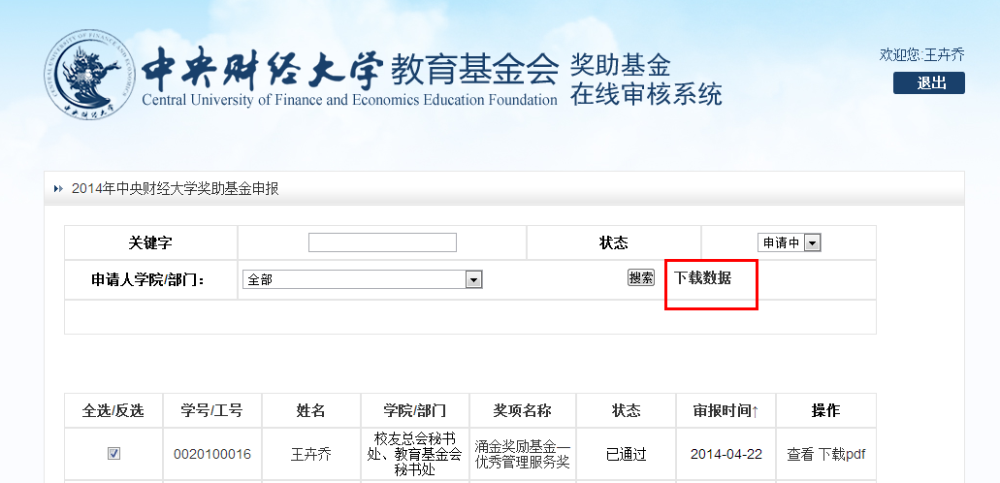 中央财经大学 教育基金会 奖助基金
Central University of Finance and Economics Education Foundation 在线审核系统
欢迎您:王卉乔
退出
2014年中央财经大学奖助基金申报
关键字 状态 申请中
申请人学院/部门： 全部 搜索 下载数据
全选/反选 学号/工号 姓名 学院/部门 奖项名称 状态 审报时间↑ 操作
0020100016 王卉乔
校友总会秘书
处、教育基金会
秘书处
涌金奖励基金—
优秀管理服务奖
已通过 2014-04-22 查看 下载pdf